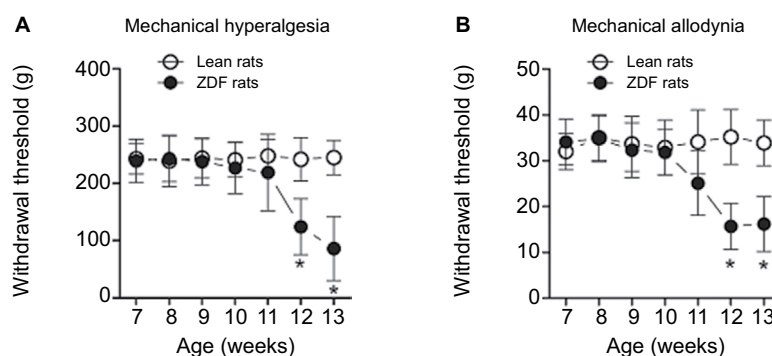 A Mechanical hyperalgesia
Lean rats
ZDF rats
Withdrawal threshold (g)
400
300
200
100
0
* *
7 8 9 10 11 12 13
Age (weeks)
B Mechanical allodynia
Lean rats
ZDF rats
Withdrawal threshold (g)
50
40
30
20
10
0
* *
7 8 9 10 11 12 13
Age (weeks)